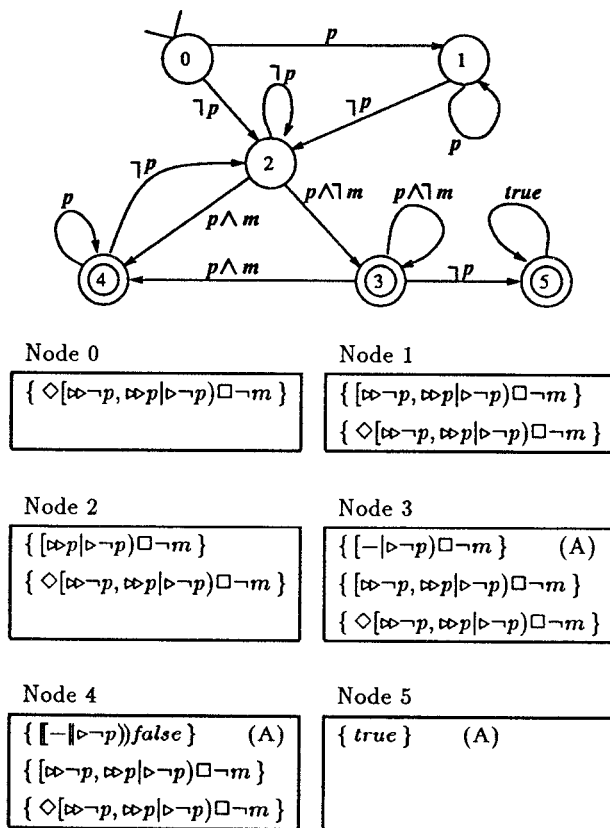 p
0
1
¬p
¬p
¬p
p
2
¬p
p
p∧m
p∧¬m
p∧¬m
true
4
p∧m
3
¬p
5
Node 0
{ ◇[▹▹¬p, ▹▹p|▹¬p)□¬m }
Node 1
{ [▹▹¬p, ▹▹p|▹¬p)□¬m }
{ ◇[▹▹¬p, ▹▹p|▹¬p)□¬m }
Node 2
{ [▹▹p|▹¬p)□¬m }
{ ◇[▹▹¬p, ▹▹p|▹¬p)□¬m }
Node 3
{ [−|▹¬p)□¬m } (A)
{ [▹▹¬p, ▹▹p|▹¬p)□¬m }
{ ◇[▹▹¬p, ▹▹p|▹¬p)□¬m }
Node 4
{ ⟦−‖▹¬p))false } (A)
{ [▹▹¬p, ▹▹p|▹¬p)□¬m }
{ ◇[▹▹¬p, ▹▹p|▹¬p)□¬m }
Node 5
{ true } (A)